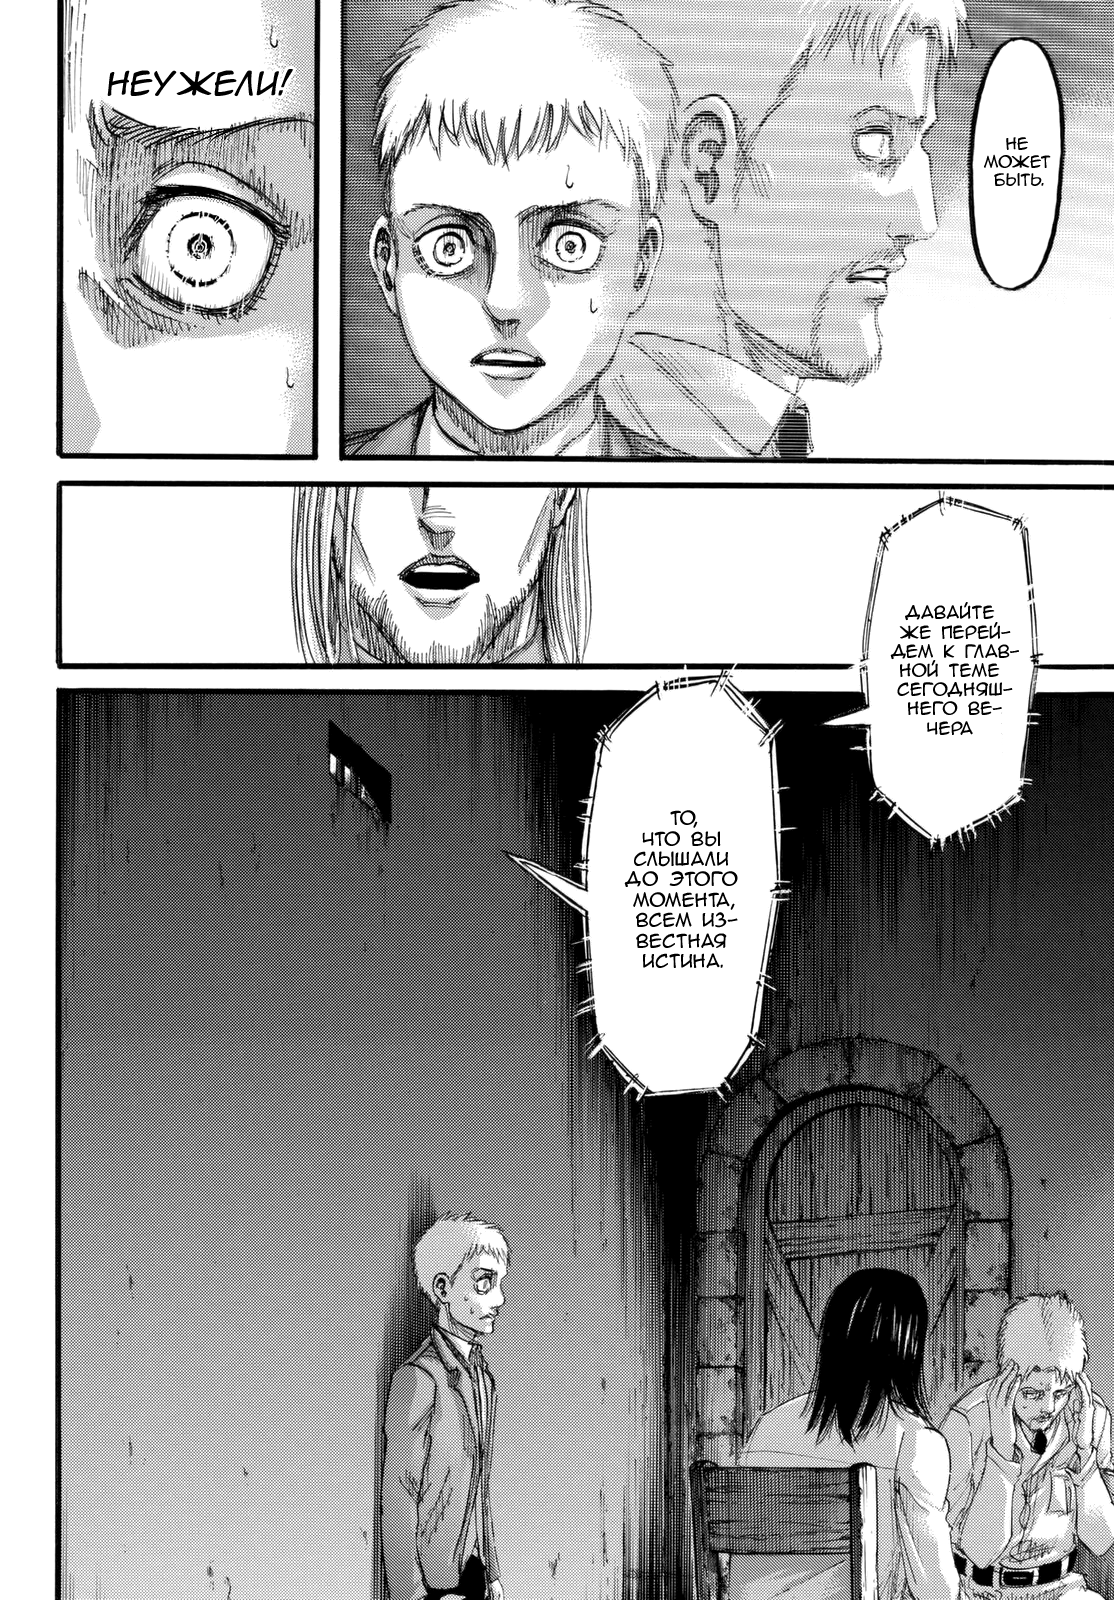 НЕУЖЕЛИ!
НЕ
МОЖЕТ
БЫТЬ.
ДАВАЙТЕ
ЖЕ ПЕРЕЙ-
ДЕМ К ГЛАВ-
НОЙ ТЕМЕ
СЕГОДНЯШ-
НЕГО ВЕ-
ЧЕРА
ТО,
ЧТО ВЫ
СЛЫШАЛИ
ДО ЭТОГО
МОМЕНТА,
ВСЕМ ИЗ-
ВЕСТНАЯ
ИСТИНА.